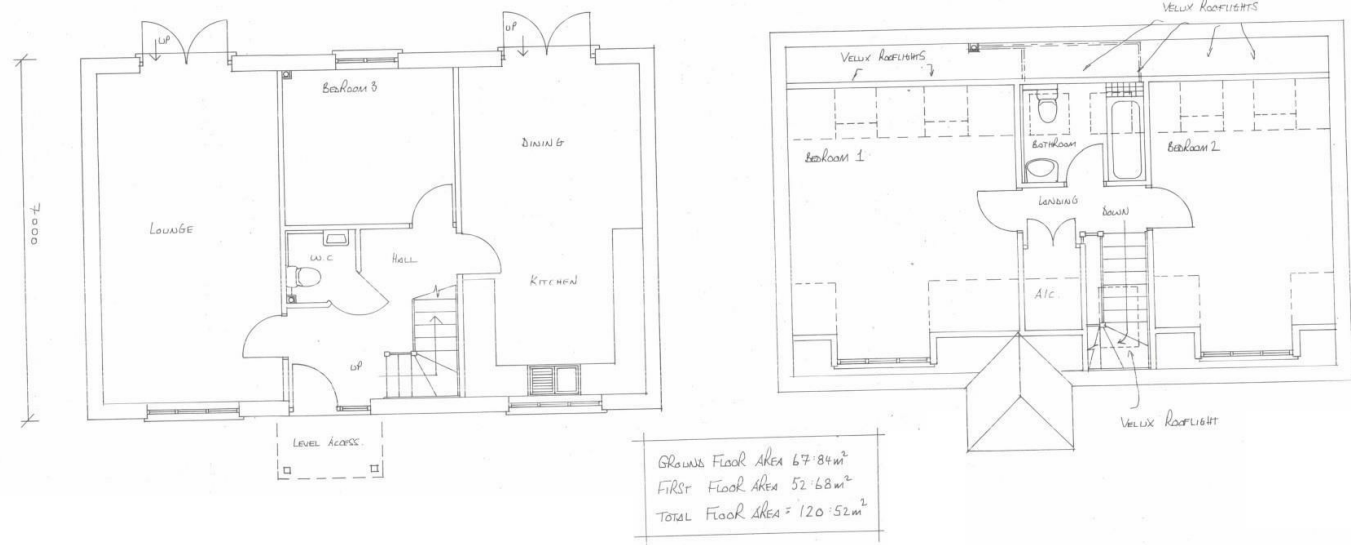 UP
UP
BEDROOM 3
DINING
7000
LOUNGE
W.C
HALL
KITCHEN
UP
LEVEL ACCESS.
VELUX ROOFLIGHTS
VELUX ROOFLIGHTS
BEDROOM 1
BATHROOM
BEDROOM 2
LANDING
DOWN
A/C.
VELUX ROOFLIGHT
GROUND FLOOR AREA 67.84m²
FIRST FLOOR AREA 52.68m²
TOTAL FLOOR AREA = 120.52m²